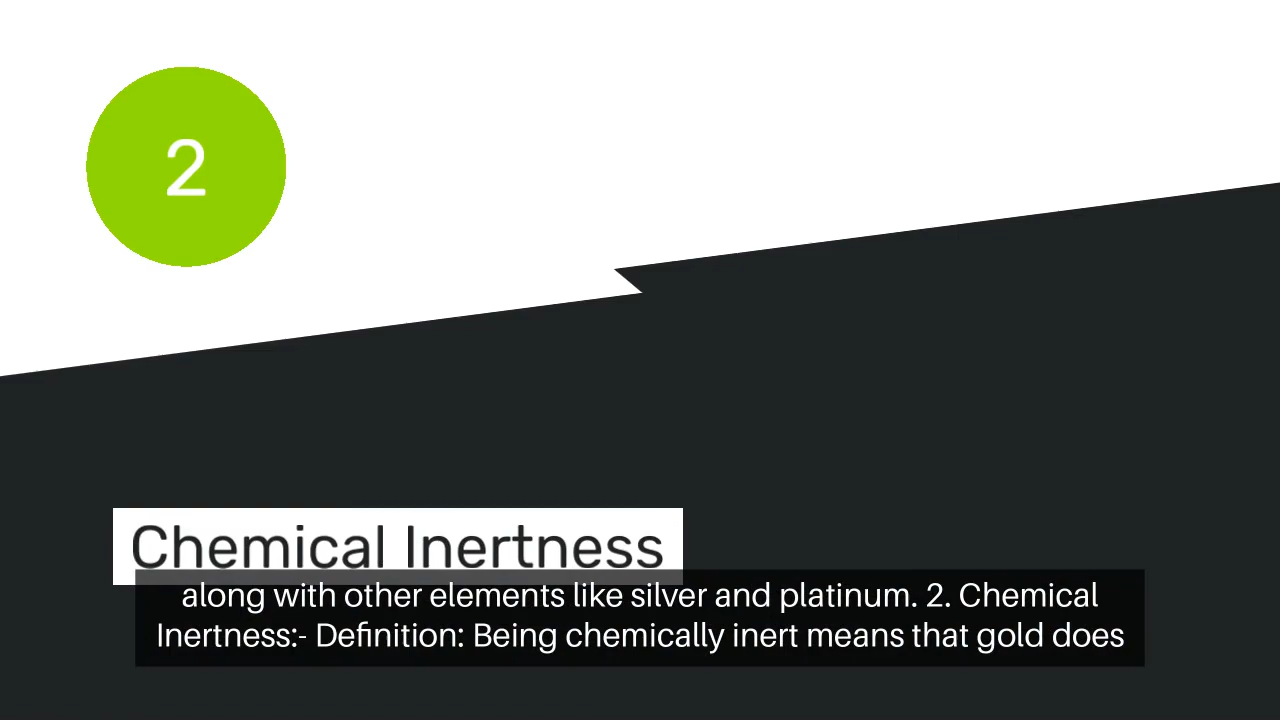 2
Chemical Inertness
along with other elements like silver and platinum. 2. Chemical
Inertness:- Definition: Being chemically inert means that gold does